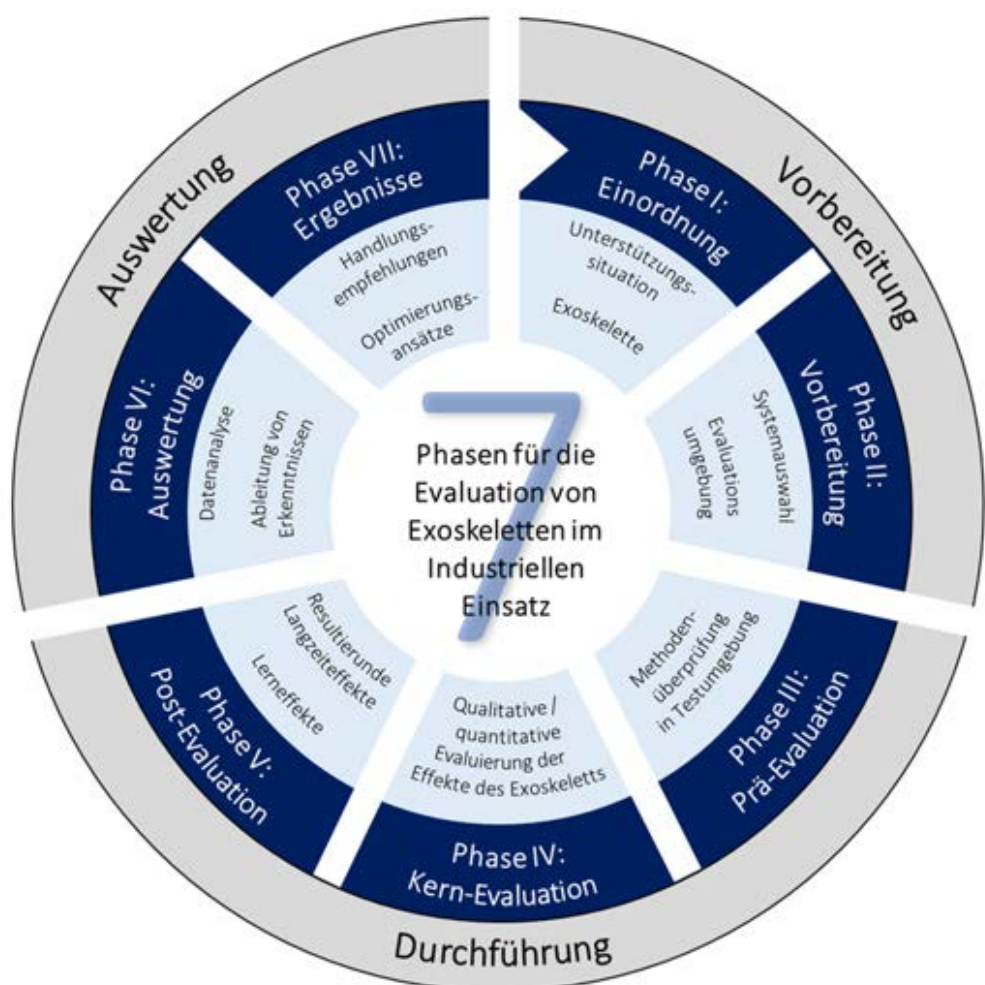 7
Phasen für die
Evaluation von
Exoskeletten im
Industriellen
Einsatz
Vorbereitung
Phase I:
Einordnung
Unterstützungs-
situation
Exoskelette
Phase II:
Vorbereitung
Systemauswahl
Evaluations
umgebung
Durchführung
Phase III:
Prä-Evaluation
Methoden-
überprüfung
in Testumgebung
Phase IV:
Kern-Evaluation
Qualitative /
quantitative
Evaluierung der
Effekte des Exoskeletts
Phase V:
Post-Evaluation
Resultierunde
Langzeiteffekte
Lerneffekte
Auswertung
Phase VI:
Auswertung
Datenanalyse
Ableitung von
Erkenntnissen
Phase VII:
Ergebnisse
Handlungs-
empfehlungen
Optimierungs-
ansätze